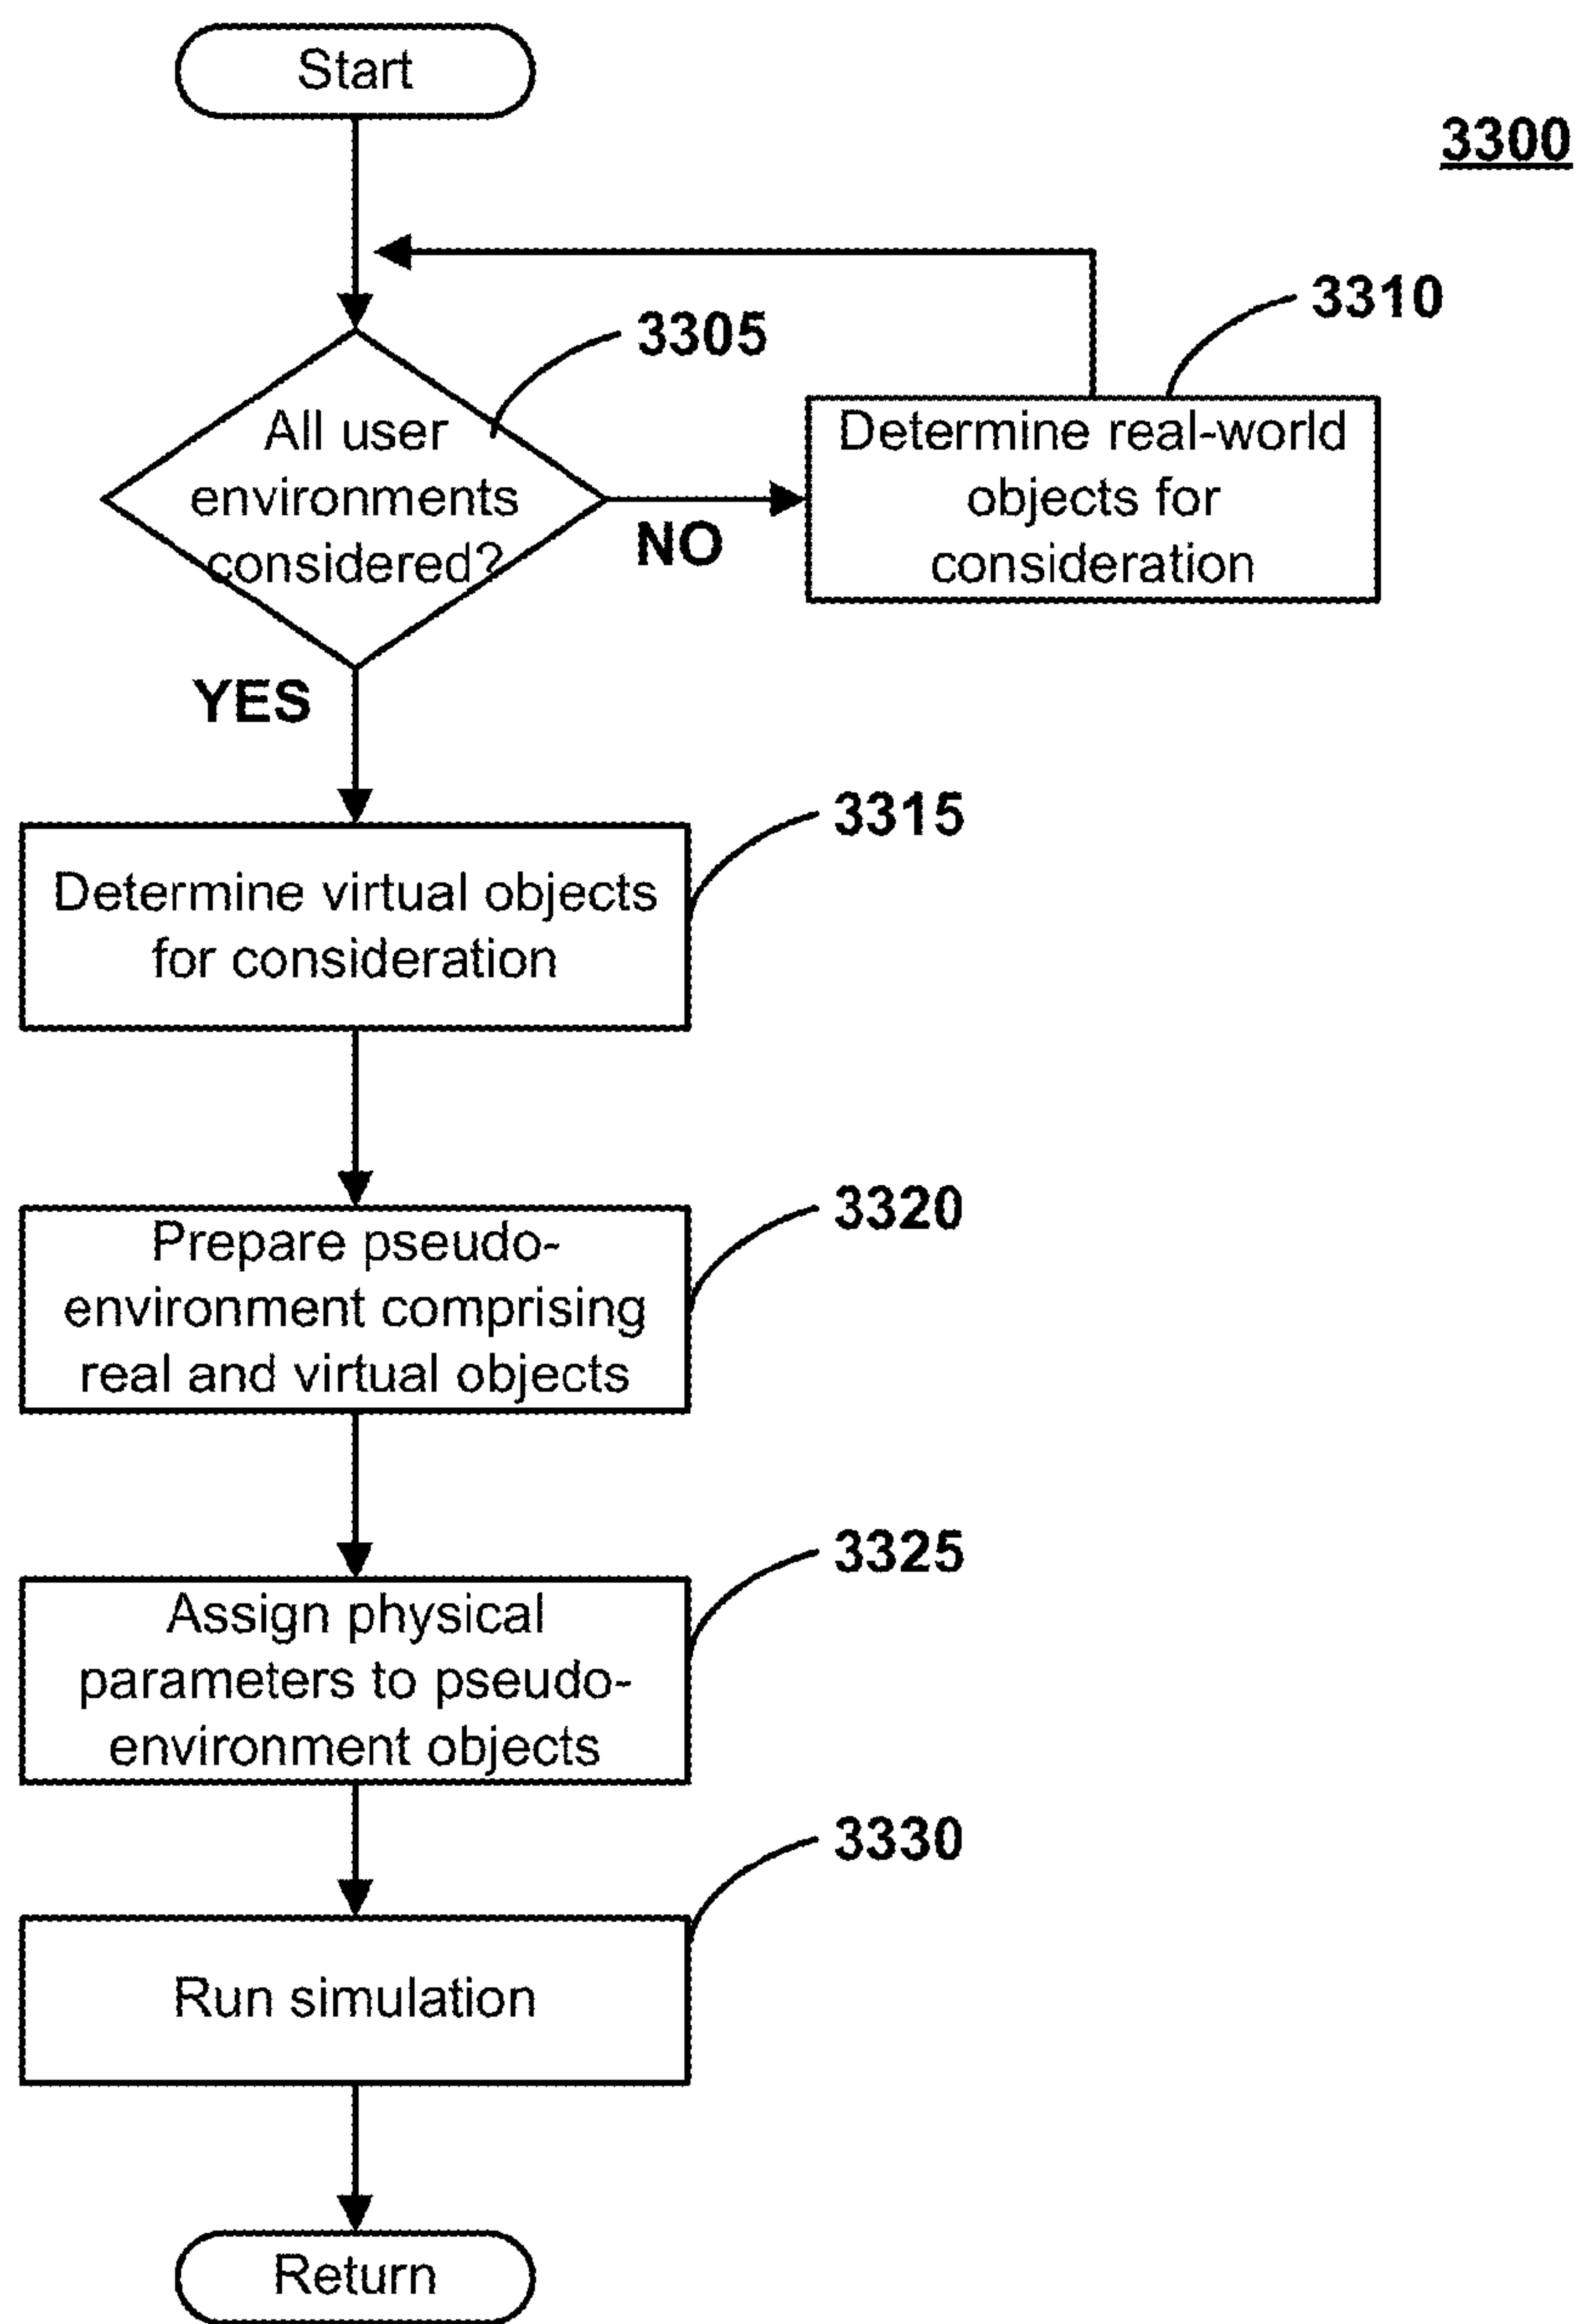 Start
3300
3310
3305
All user
environments
considered?
Determine real-world
objects for
consideration
NO
YES
3315
Determine virtual objects
for consideration
3320
Prepare pseudo-
environment comprising
real and virtual objects
3325
Assign physical
parameters to pseudo-
environment objects
3330
Run simulation
Return